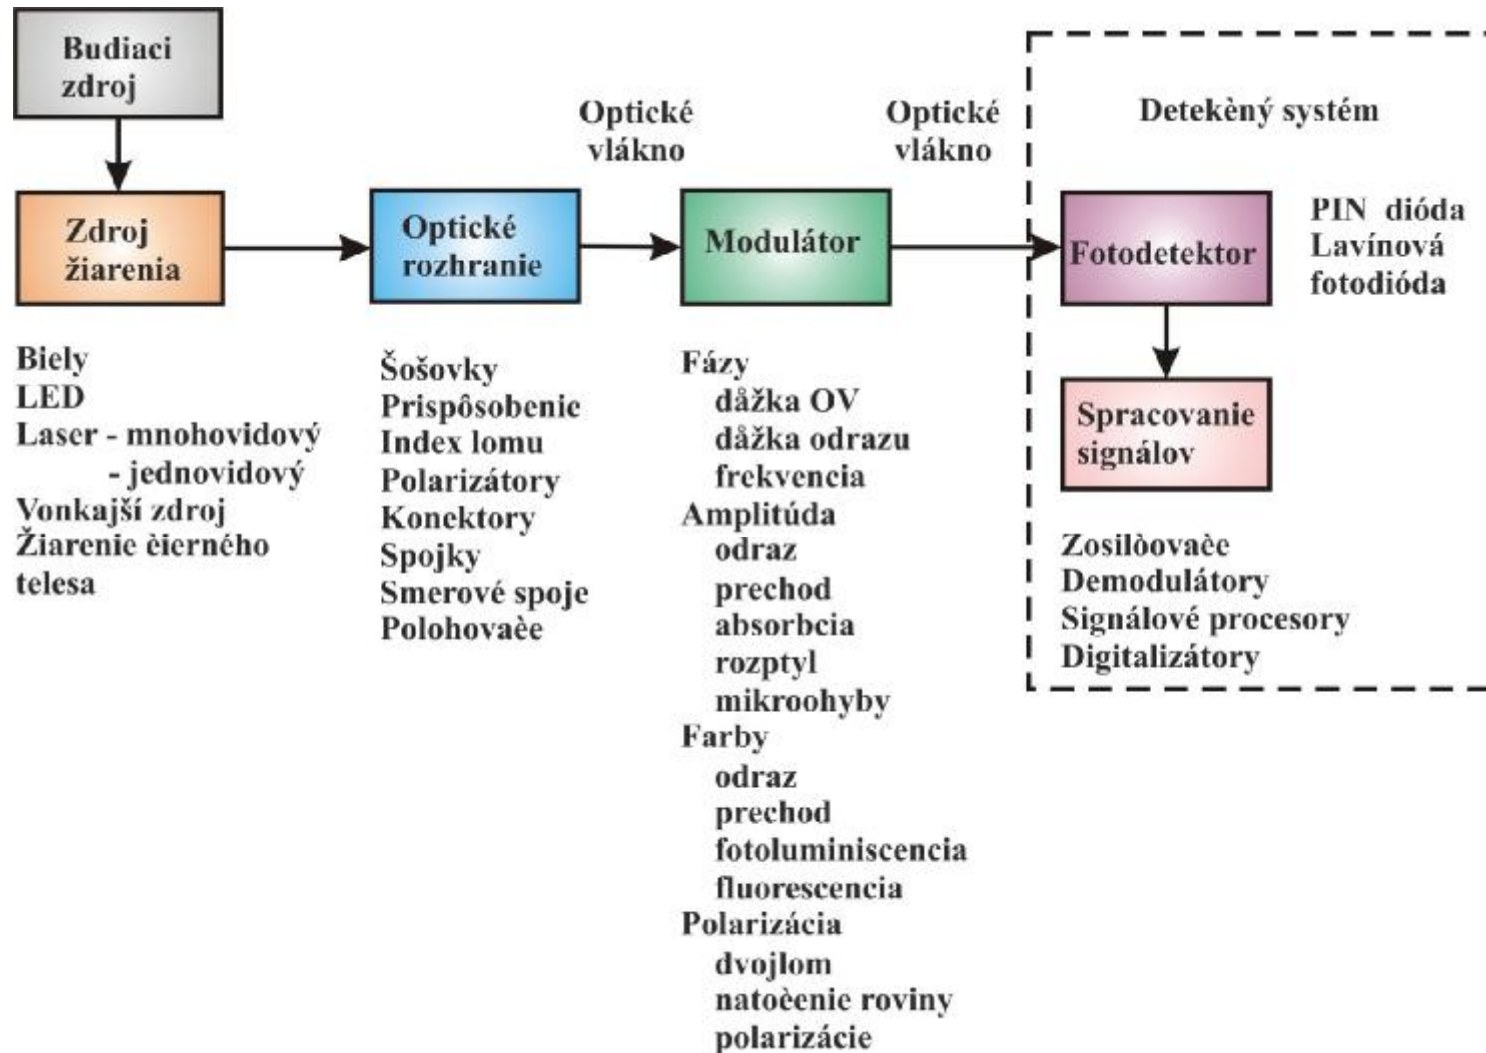 Budiaci
zdroj
Zdroj
žiarenia
Biely
LED
Laser - mnohovidový
- jednovidový
Vonkajší zdroj
Žiarenie èierného
telesa
Optické
rozhranie
Šošovky
Prispôsobenie
Index lomu
Polarizátory
Konektory
Spojky
Smerové spoje
Polohovaèe
Optické
vlákno
Modulátor
Fázy
dåžka OV
dåžka odrazu
frekvencia
Amplitúda
odraz
prechod
absorbcia
rozptyl
mikroohyby
Farby
odraz
prechod
fotoluminiscencia
fluorescencia
Polarizácia
dvojlom
natoèenie roviny
polarizácie
Optické
vlákno
Detekèný systém
Fotodetektor
PIN dióda
Lavínová
fotodióda
Spracovanie
signálov
Zosilòovaèe
Demodulátory
Signálové procesory
Digitalizátory